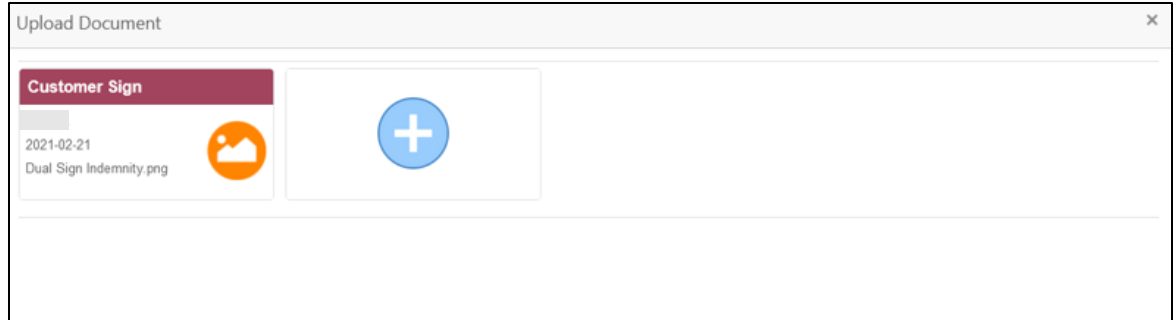 Upload Document
Customer Sign
2021-02-21
Dual Sign Indemnity.png